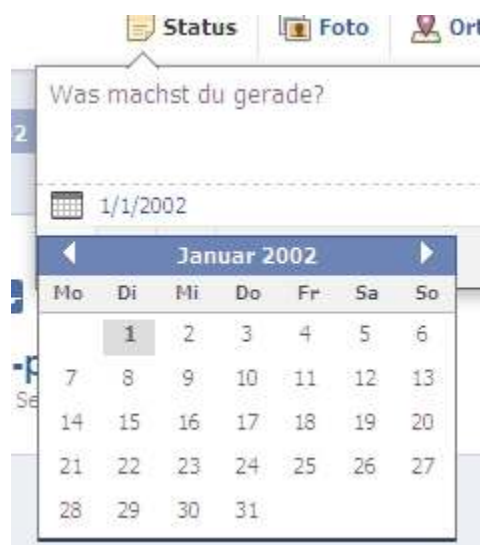 Status Foto Ort
Was machst du gerade?
2
1/1/2002
Januar 2002
Mo Di Mi Do Fr Sa So
1 2 3 4 5 6
-p 7 8 9 10 11 12 13
Se
14 15 16 17 18 19 20
21 22 23 24 25 26 27
28 29 30 31